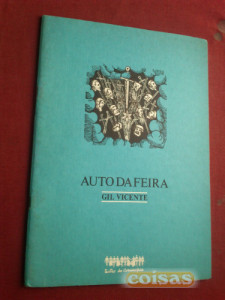 AUTO DA FEIRA
GIL VICENTE
coisas